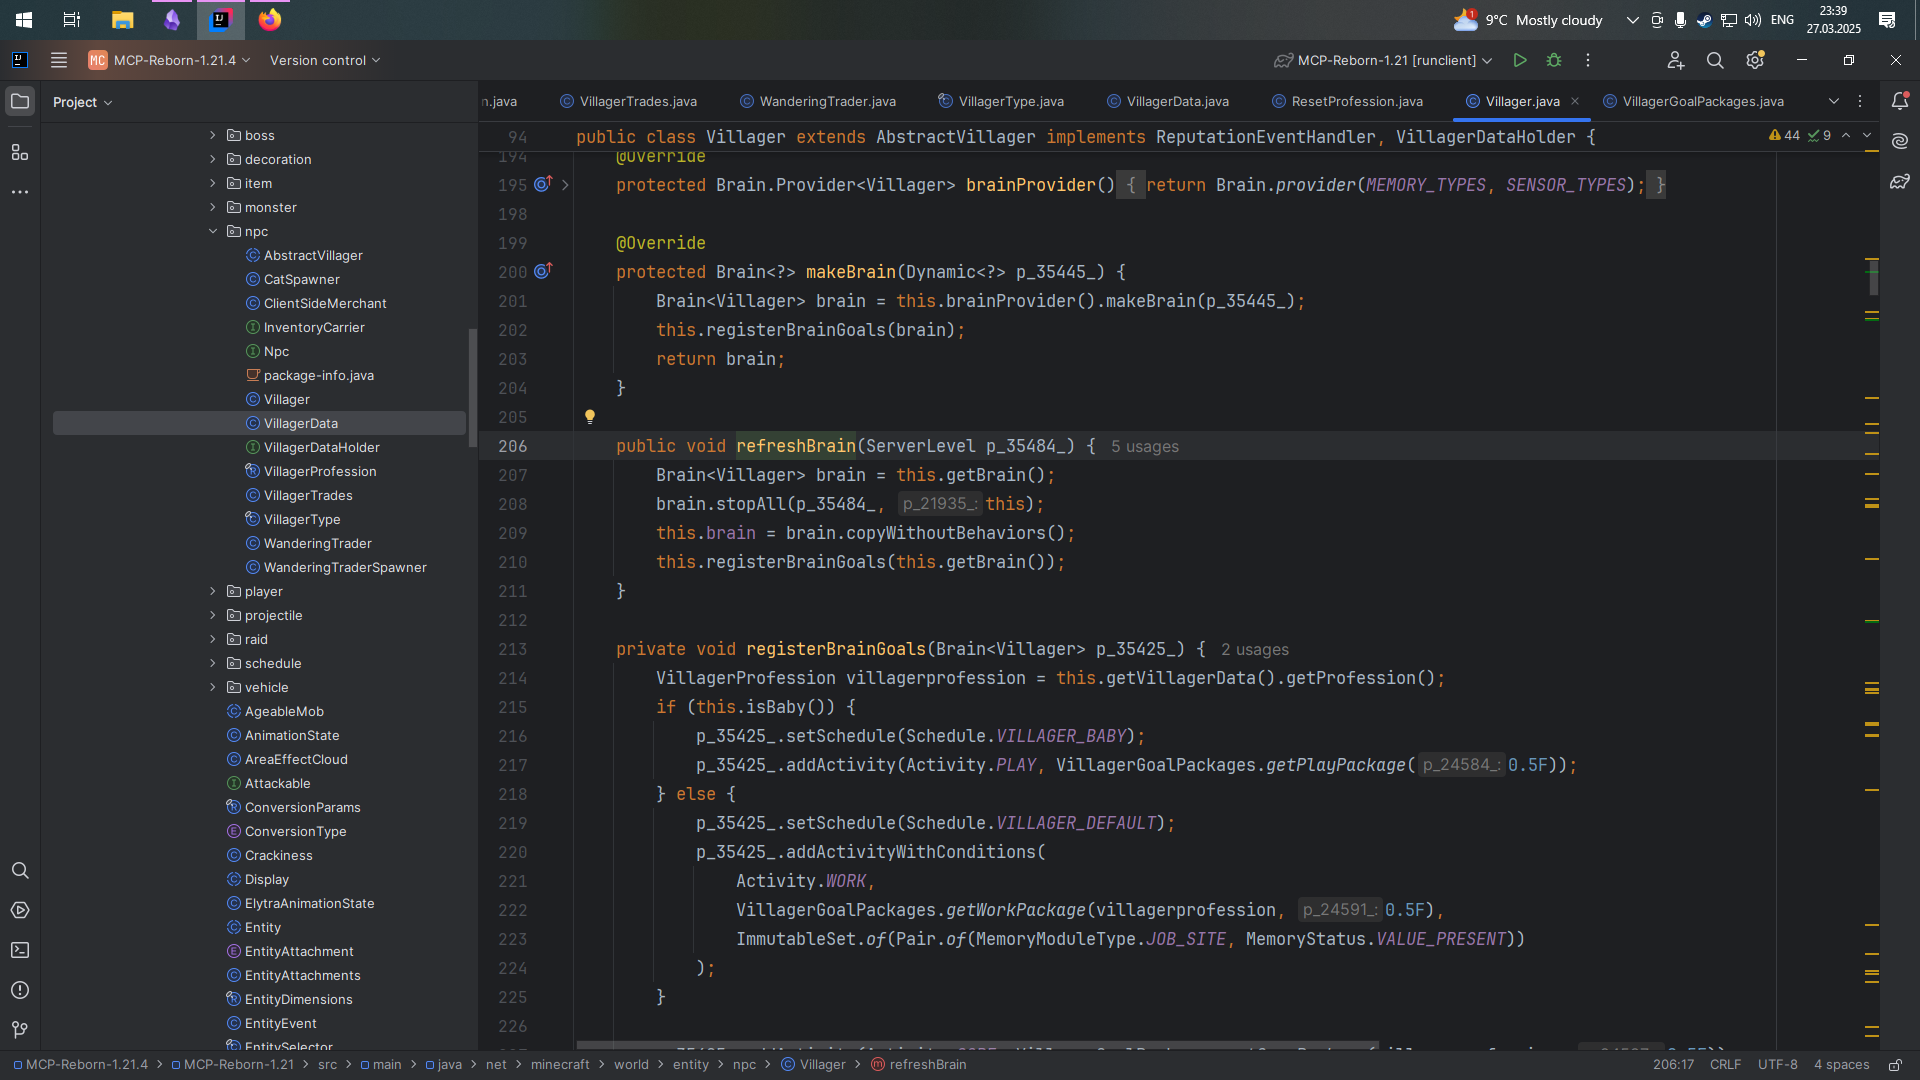 1
9°C Mostly cloudy
ENG
23:39
27.03.2025
MC MCP-Reborn-1.21.4
Version control
MCP-Reborn-1.21 [runclient]
Project
n.java
VillagerTrades.java
WanderingTrader.java
VillagerType.java
VillagerData.java
ResetProfession.java
Villager.java
VillagerGoalPackages.java
boss
decoration
item
monster
npc
AbstractVillager
CatSpawner
ClientSideMerchant
InventoryCarrier
Npc
package-info.java
Villager
VillagerData
VillagerDataHolder
VillagerProfession
VillagerTrades
VillagerType
WanderingTrader
WanderingTraderSpawner
player
projectile
raid
schedule
vehicle
AgeableMob
AnimationState
AreaEffectCloud
Attackable
ConversionParams
ConversionType
Crackiness
Display
ElytraAnimationState
Entity
EntityAttachment
EntityAttachments
EntityDimensions
EntityEvent
EntitySelector
94 public class Villager extends AbstractVillager implements ReputationEventHandler, VillagerDataHolder {
44 9
194 @Override
195 protected Brain.Provider<Villager> brainProvider() { return Brain.provider(MEMORY_TYPES, SENSOR_TYPES); }
198
199 @Override
200 protected Brain<?> makeBrain(Dynamic<?> p_35445_) {
201 Brain<Villager> brain = this.brainProvider().makeBrain(p_35445_);
202 this.registerBrainGoals(brain);
203 return brain;
204 }
205
206 public void refreshBrain(ServerLevel p_35484_) { 5 usages
207 Brain<Villager> brain = this.getBrain();
208 brain.stopAll(p_35484_, p_21935_: this);
209 this.brain = brain.copyWithoutBehaviors();
210 this.registerBrainGoals(this.getBrain());
211 }
212
213 private void registerBrainGoals(Brain<Villager> p_35425_) { 2 usages
214 VillagerProfession villagerprofession = this.getVillagerData().getProfession();
215 if (this.isBaby()) {
216 p_35425_.setSchedule(Schedule.VILLAGER_BABY);
217 p_35425_.addActivity(Activity.PLAY, VillagerGoalPackages.getPlayPackage( p_24584_: 0.5F));
218 } else {
219 p_35425_.setSchedule(Schedule.VILLAGER_DEFAULT);
220 p_35425_.addActivityWithConditions(
221 Activity.WORK,
222 VillagerGoalPackages.getWorkPackage(villagerprofession, p_24591_: 0.5F),
223 ImmutableSet.of(Pair.of(MemoryModuleType.JOB_SITE, MemoryStatus.VALUE_PRESENT))
224 );
225 }
226
MCP-Reborn-1.21.4 > MCP-Reborn-1.21 > src > main > java > net > minecraft > world > entity > npc > Villager > refreshBrain
206:17 CRLF UTF-8 4 spaces